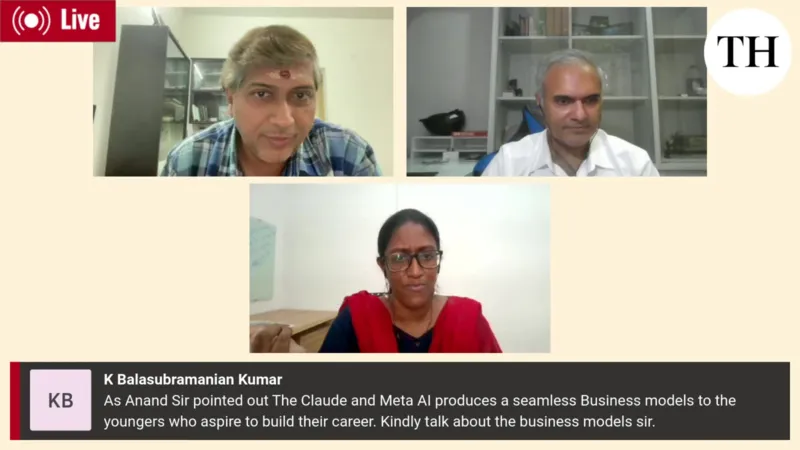 Live
TH
KB
K Balasubramanian Kumar
As Anand Sir pointed out The Claude and Meta AI produces a seamless Business models to the
youngers who aspire to build their career. Kindly talk about the business models sir.